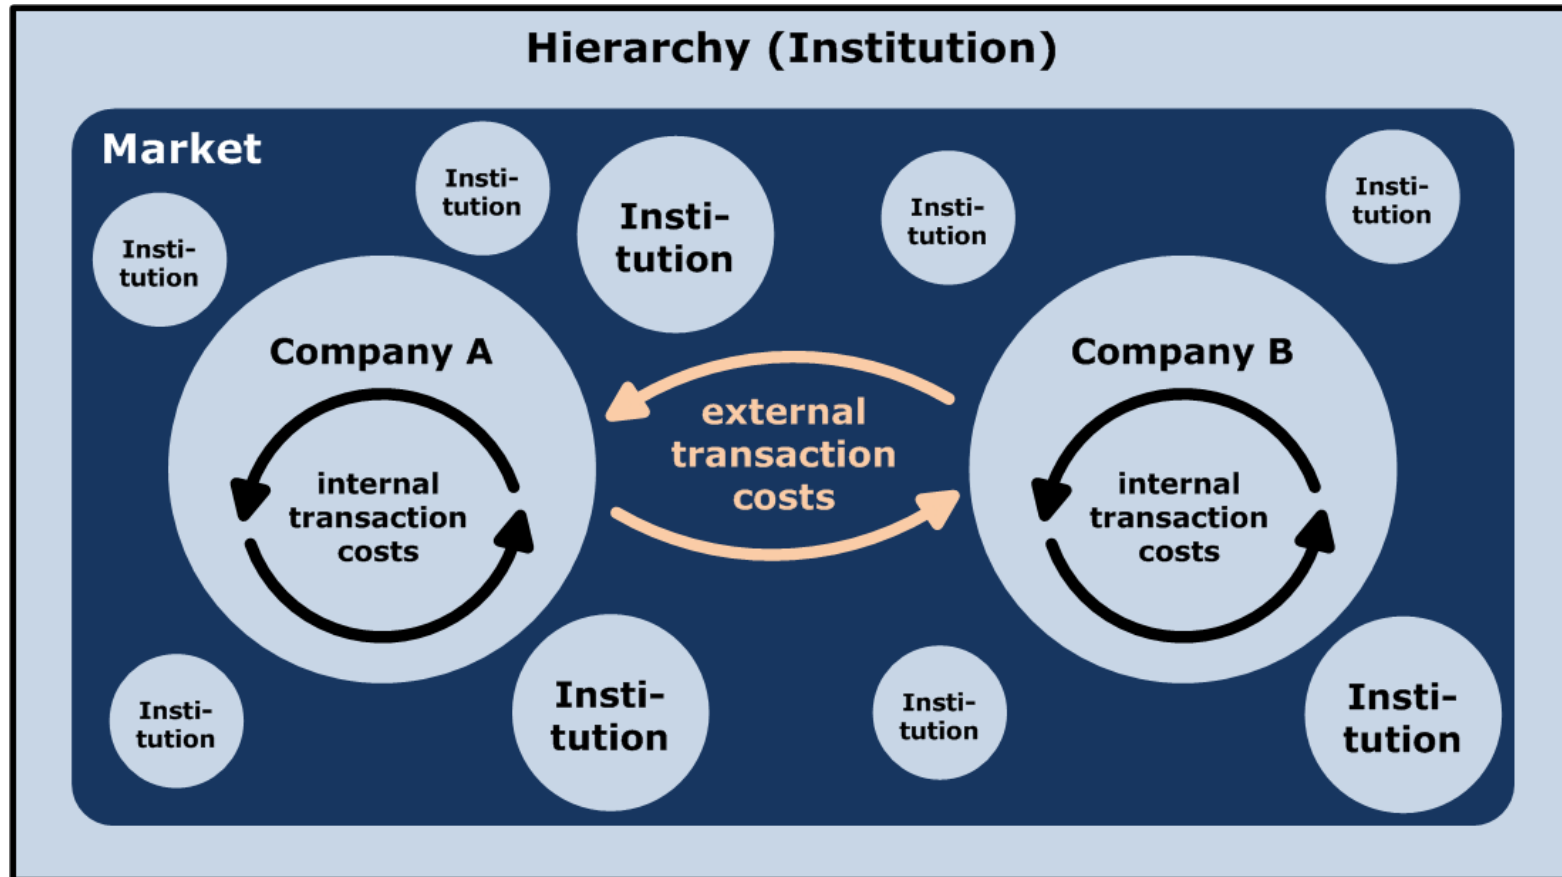 Hierarchy (Institution)
Market
Insti-
tution
Insti-
tution
Insti-
tution
Insti-
tution
Insti-
tution
Company A
internal
transaction
costs
external
transaction
costs
Company B
internal
transaction
costs
Insti-
tution
Insti-
tution
Insti-
tution
Insti-
tution